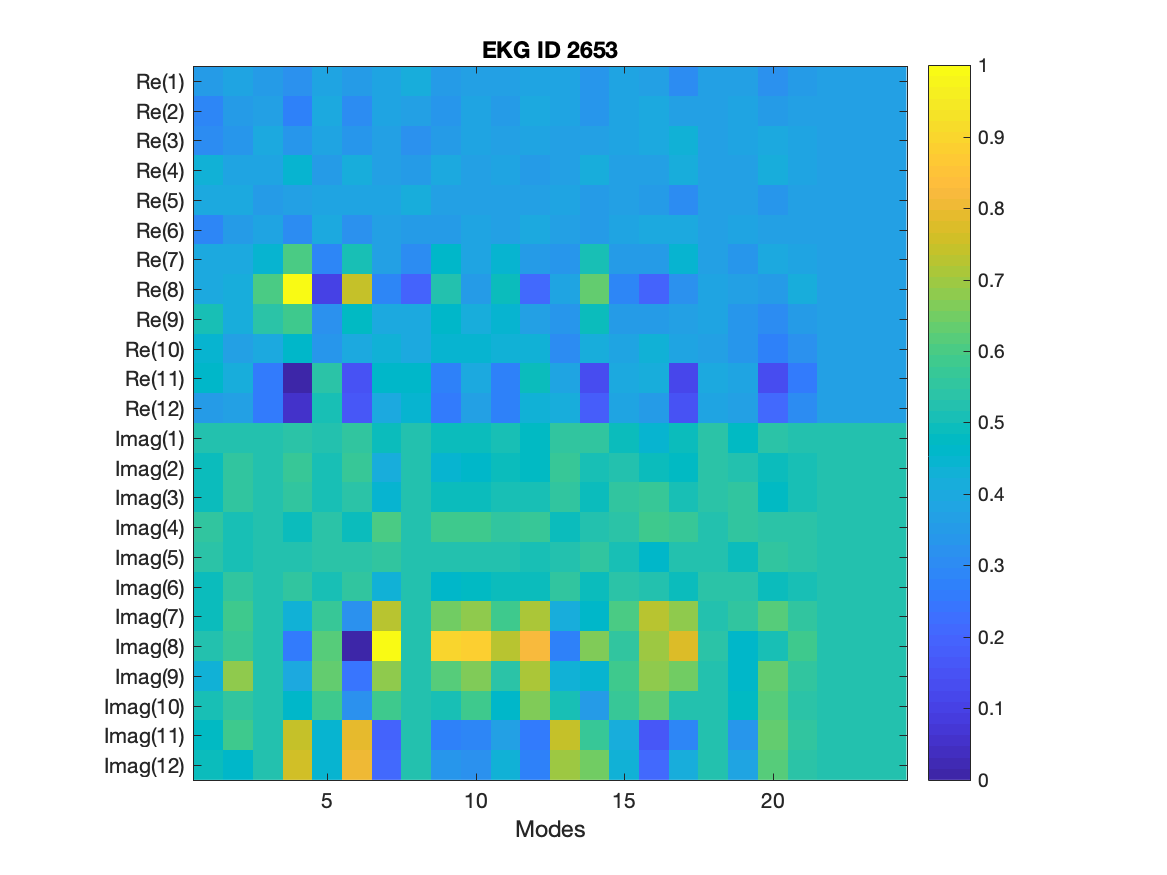 EKG ID 2653
Re(1)
Re(2)
Re(3)
Re(4)
Re(5)
Re(6)
Re(7)
Re(8)
Re(9)
Re(10)
Re(11)
Re(12)
Imag(1)
Imag(2)
Imag(3)
Imag(4)
Imag(5)
Imag(6)
Imag(7)
Imag(8)
Imag(9)
Imag(10)
Imag(11)
Imag(12)
5 10 15 20
Modes
1
0.9
0.8
0.7
0.6
0.5
0.4
0.3
0.2
0.1
0